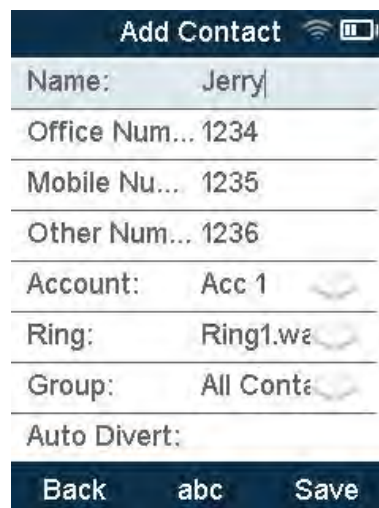 Add Contact
Name: Jerry
Office Num... 1234
Mobile Nu... 1235
Other Num... 1236
Account: Acc 1
Ring: Ring1.wa
Group: All Conta
Auto Divert:
Back abc Save